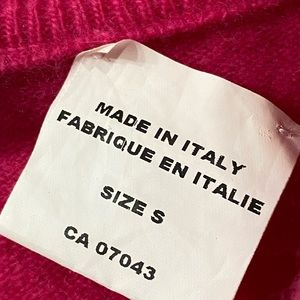 MADE IN ITALY
FABRIQUE EN ITALIE
SIZE S
CA 07043